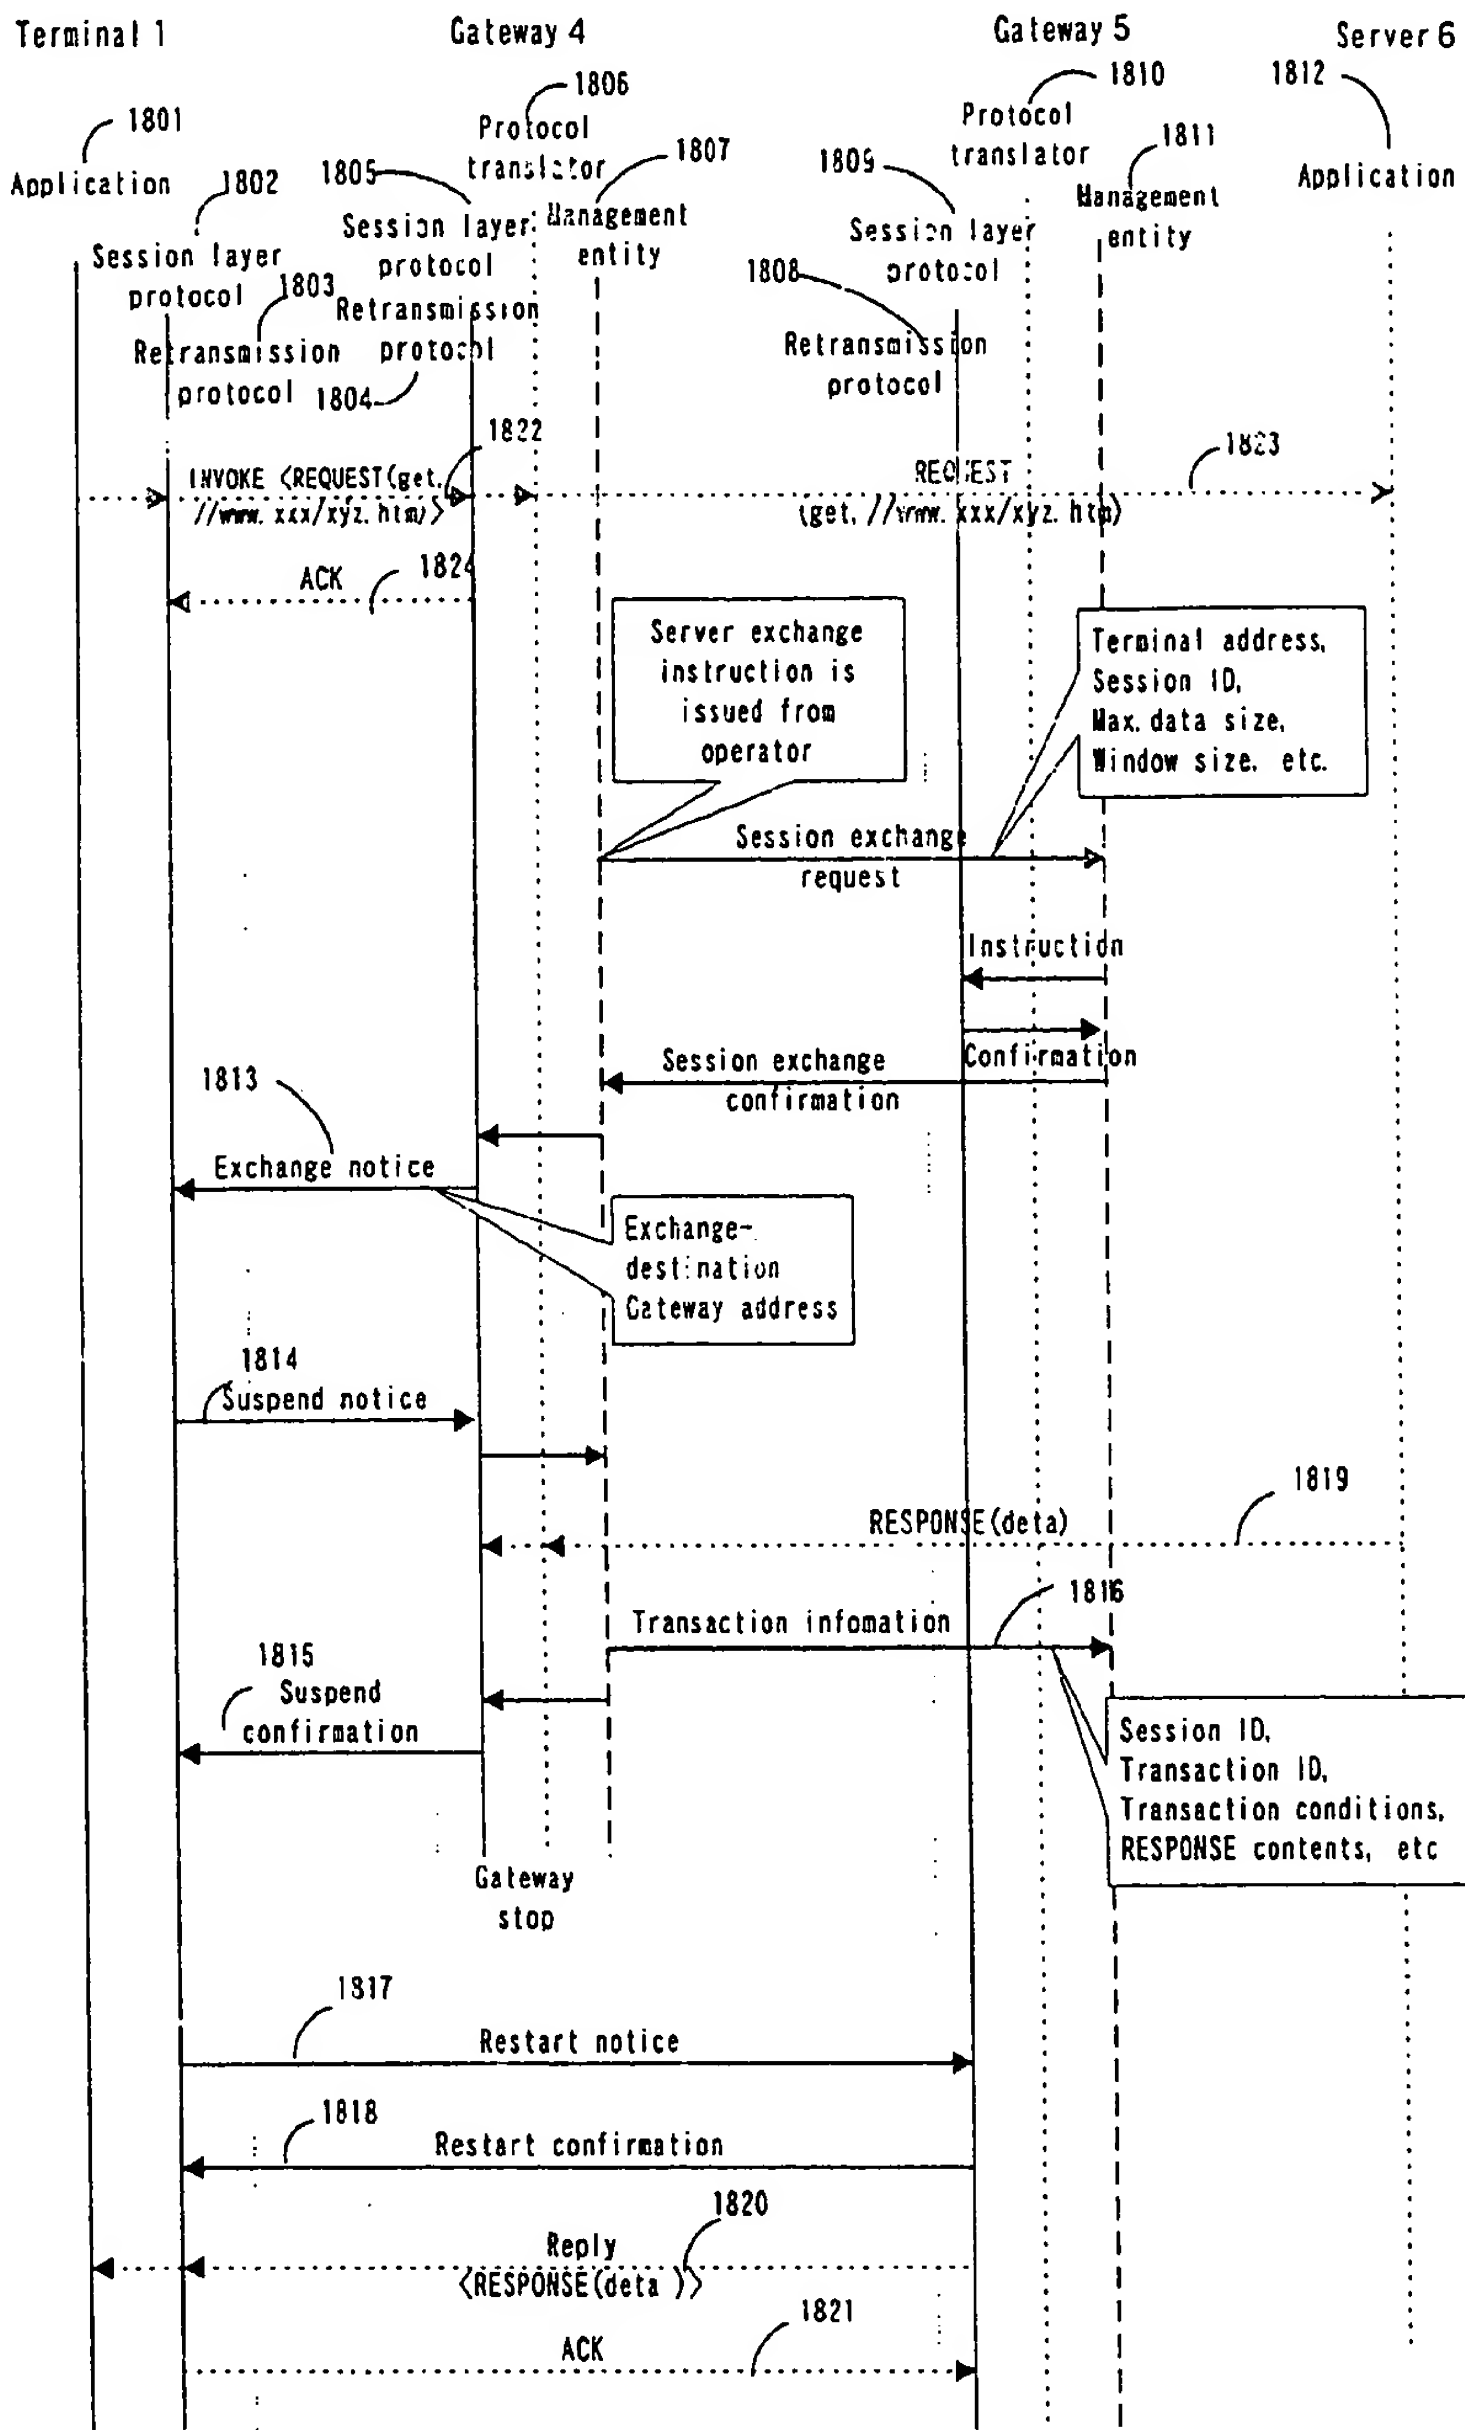 Terminal 1
Gateway 4
Gateway 5
Server 6
1801
1806
1810
1812
Application
1802
1805
Protocol
translator
1807
1809
Protocol
translator
1811
Application
Session layer
protocol
1803
Session layer
protocol
Management
entity
Session layer
protocol
Management
entity
1808
Retransmission
protocol
1804
Retransmission
protocol
Retransmission
protocol
1822
1823
INVOKE <REQUEST(get.
//www.xxx/xyz.htm)>
REQUEST
(get. //www.xxx/xyz.htm)
ACK
1824
Server exchange
instruction is
issued from
operator
Terminal address,
Session ID,
Max.data size,
Window size, etc.
Session exchange
request
Instruction
Confirmation
Session exchange
confirmation
1813
Exchange notice
Exchange-
destination
Gateway address
1814
Suspend notice
1819
RESPONSE(deta)
1816
Transaction infomation
1815
Suspend
confirmation
Session ID,
Transaction ID,
Transaction conditions,
RESPONSE contents, etc
Gateway
stop
1817
Restart notice
1818
Restart confirmation
1820
Reply
<RESPONSE(deta )>
1821
ACK